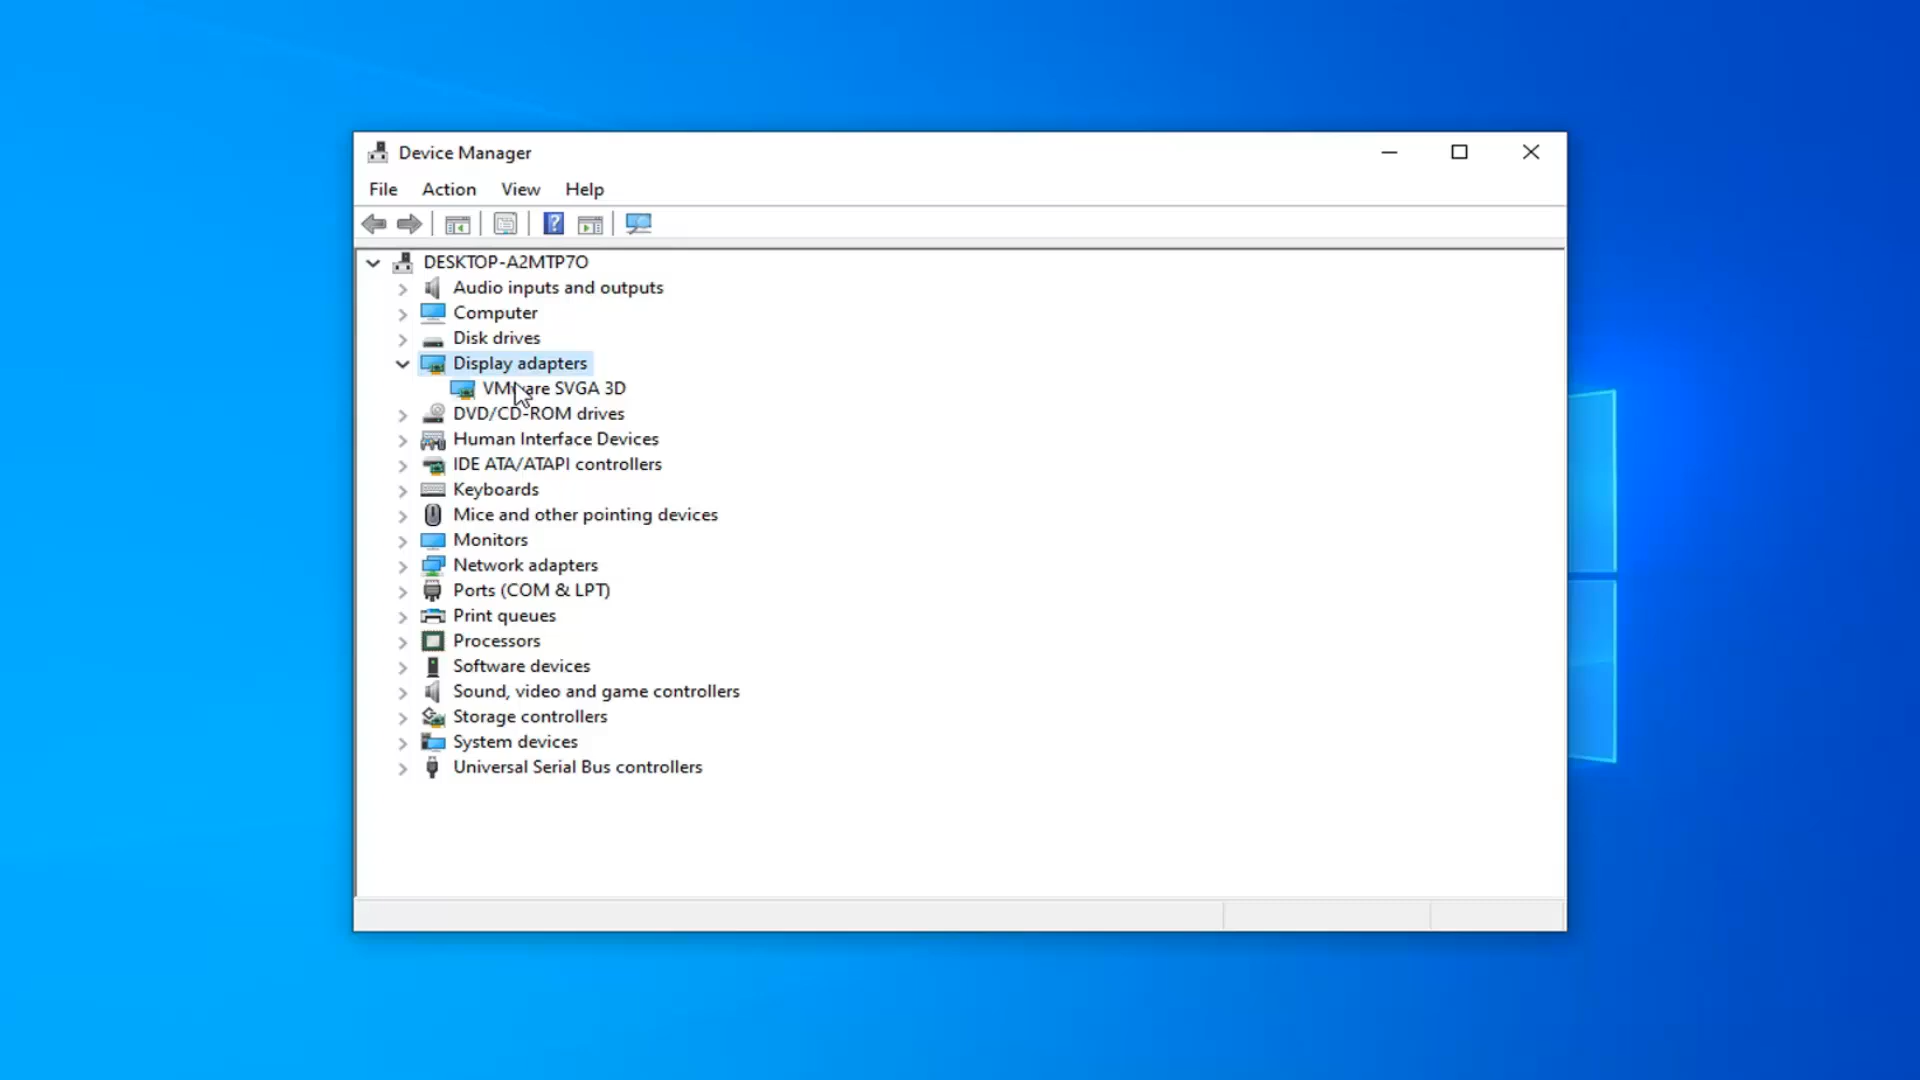 Device Manager
File Action View Help
DESKTOP-A2MTP7O
Audio inputs and outputs
Computer
Disk drives
Display adapters
VMware SVGA 3D
DVD/CD-ROM drives
Human Interface Devices
IDE ATA/ATAPI controllers
Keyboards
Mice and other pointing devices
Monitors
Network adapters
Ports (COM & LPT)
Print queues
Processors
Software devices
Sound, video and game controllers
Storage controllers
System devices
Universal Serial Bus controllers